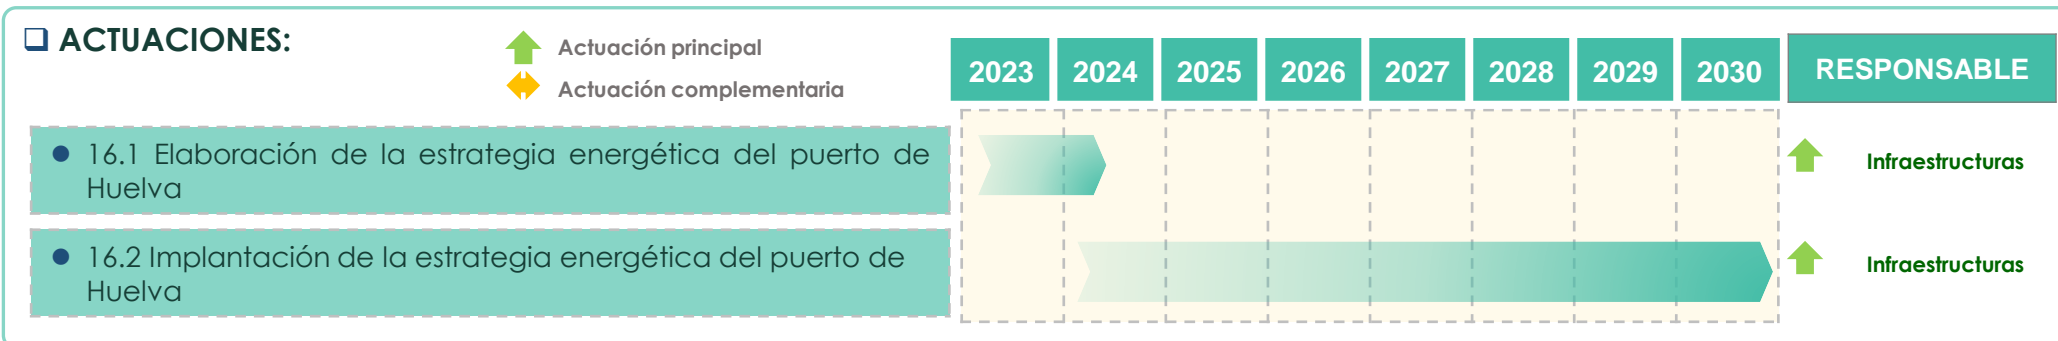 ACTUACIONES:
Actuación principal
Actuación complementaria
2023 2024 2025 2026 2027 2028 2029 2030 RESPONSABLE
16.1 Elaboración de la estrategia energética del puerto de
Huelva
Infraestructuras
16.2 Implantación de la estrategia energética del puerto de
Huelva
Infraestructuras